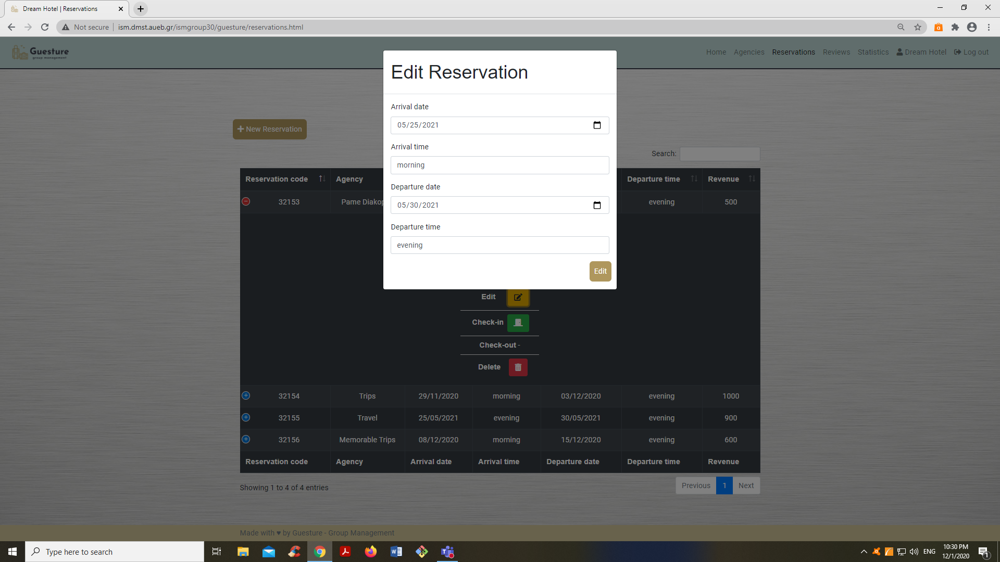 Dream Hotel | Reservations
Not secure | ism.dmst.aueb.gr/ismgroup30/guesture/reservations.html
Guesture
group management
Home Agencies Reservations Reviews Statistics Dream Hotel Log out
Edit Reservation
Arrival date
05/25/2021
Arrival time
morning
Departure date
05/30/2021
Departure time
evening
Edit
New Reservation
Search:
Reservation code Agency Departure time Revenue
32153 Pame Diakop evening 500
Edit
Check-in
Check-out -
Delete
32154 Trips 29/11/2020 morning 03/12/2020 evening 1000
32155 Travel 25/05/2021 evening 30/05/2021 evening 900
32156 Memorable Trips 08/12/2020 morning 15/12/2020 evening 600
Reservation code Agency Arrival date Arrival time Departure date Departure time Revenue
Showing 1 to 4 of 4 entries
Previous 1 Next
Made with ♥ by Guesture - Group Management
Type here to search
ENG
10:30 PM
12/1/2020
1